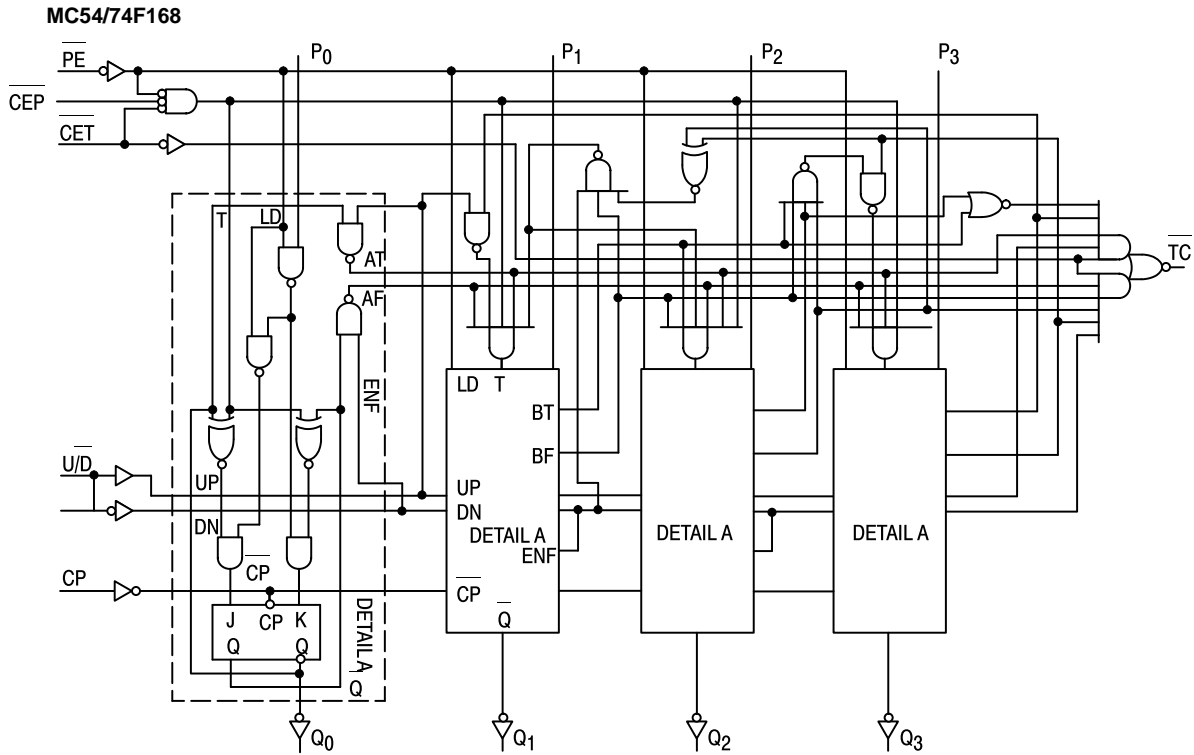 MC54/74F168
PE
P0
P1
P2
P3
CEP
CET
T
LD
AT
AF
TC
ENF
LD
T
BT
BF
U/D
UP
UP
DN
DN
DETAIL A
DETAIL A
DETAIL A
ENF
CP
CP
CP
J
CP
K
Q
Q
Q
DETAIL A
Q
Q0
Q1
Q2
Q3